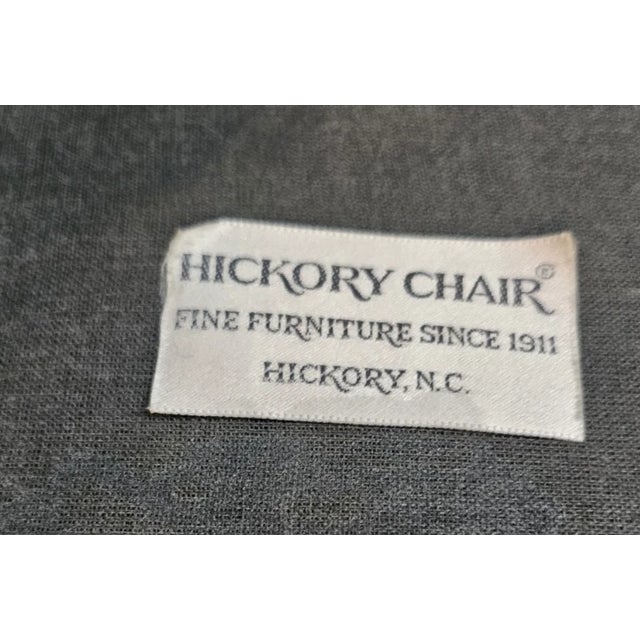 HICKORY CHAIR®
FINE FURNITURE SINCE 1911
HICKORY, N.C.